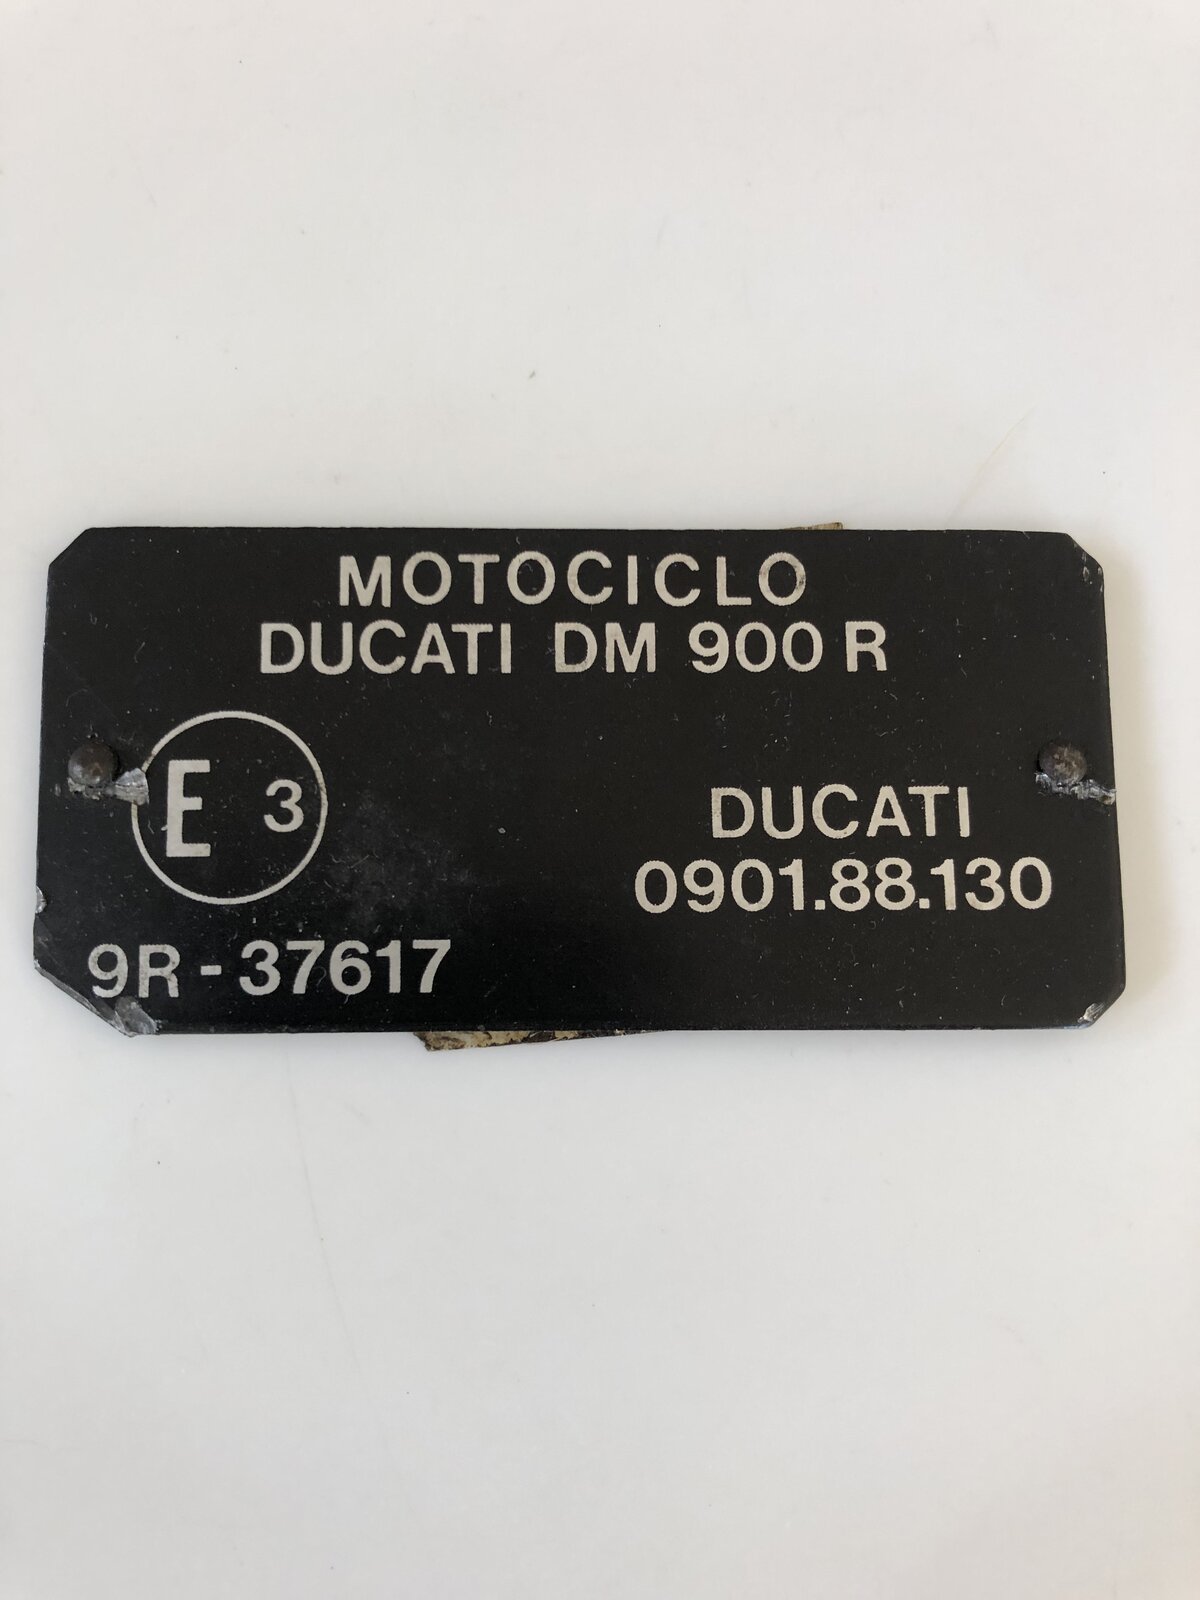 MOTOCICLO
DUCATI DM 900 R
E 3
DUCATI
0901.88.130
9R-37617